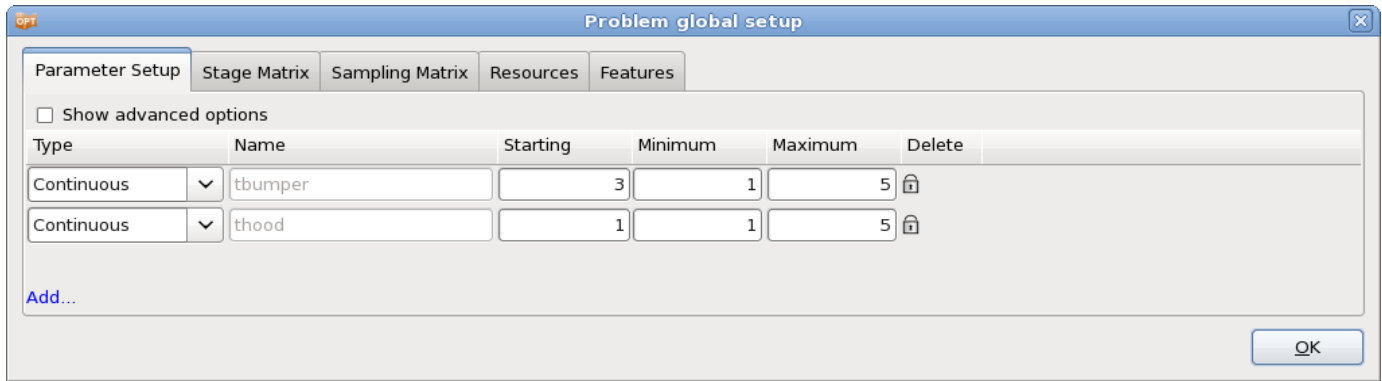 OPT Problem global setup
Parameter Setup Stage Matrix Sampling Matrix Resources Features
Show advanced options
Type Name Starting Minimum Maximum Delete
Continuous tbumper 3 1 5
Continuous thood 1 1 5
Add...
OK